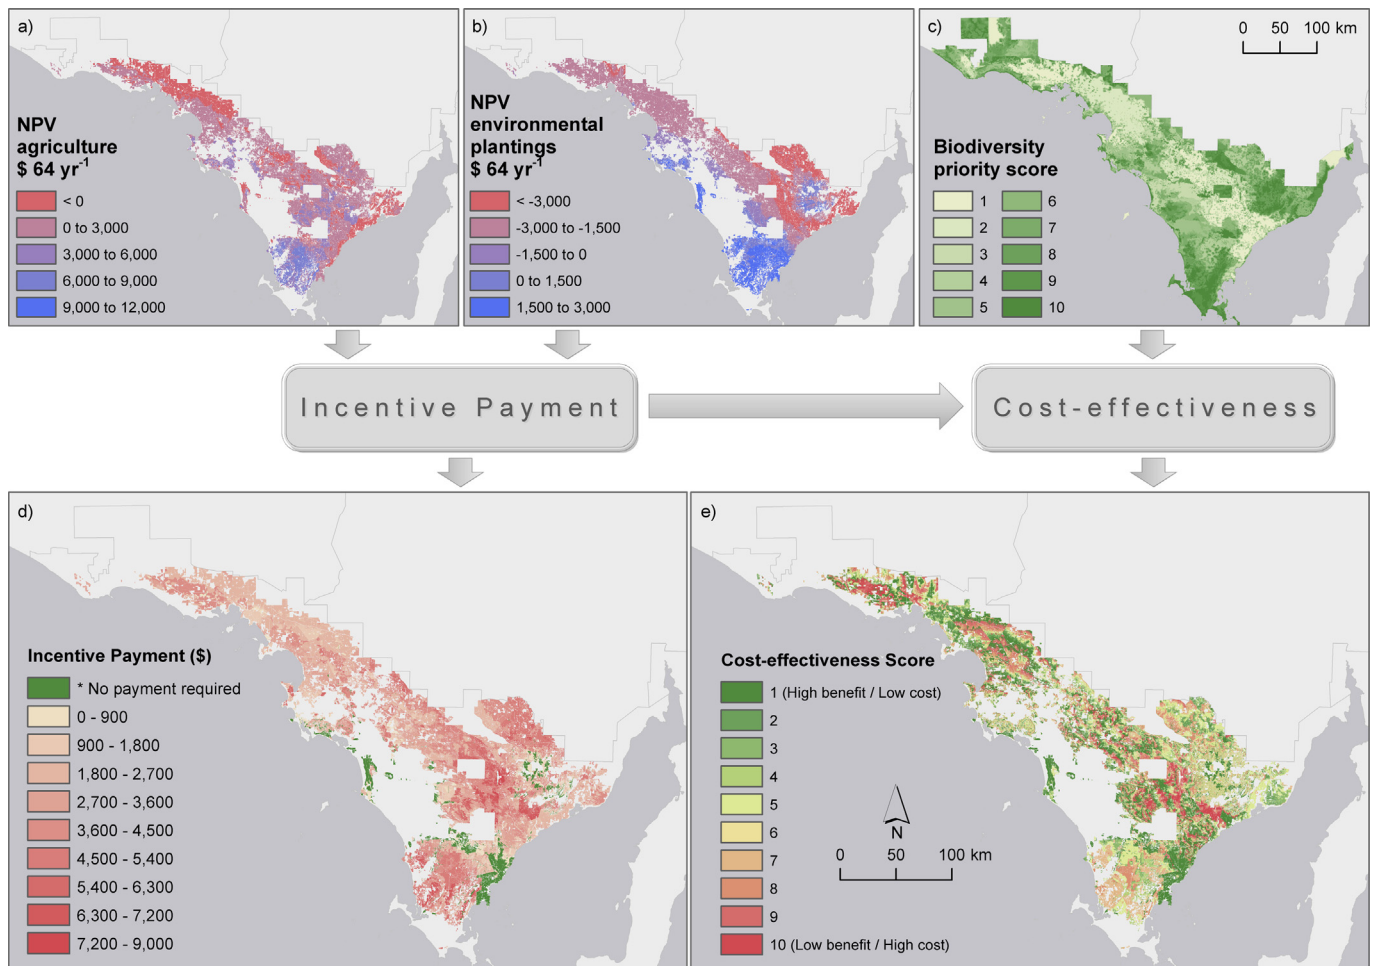 a)
NPV
agriculture
$ 64 yr-1
< 0
0 to 3,000
3,000 to 6,000
6,000 to 9,000
9,000 to 12,000
b)
NPV
environmental
plantings
$ 64 yr-1
< -3,000
-3,000 to -1,500
-1,500 to 0
0 to 1,500
1,500 to 3,000
c)
0 50 100 km
Biodiversity
priority score
1 6
2 7
3 8
4 9
5 10
Incentive Payment
Cost-effectiveness
d)
Incentive Payment ($)
* No payment required
0 - 900
900 - 1,800
1,800 - 2,700
2,700 - 3,600
3,600 - 4,500
4,500 - 5,400
5,400 - 6,300
6,300 - 7,200
7,200 - 9,000
e)
Cost-effectiveness Score
1 (High benefit / Low cost)
2
3
4
5
6
7
8
9
10 (Low benefit / High cost)
N
0 50 100 km